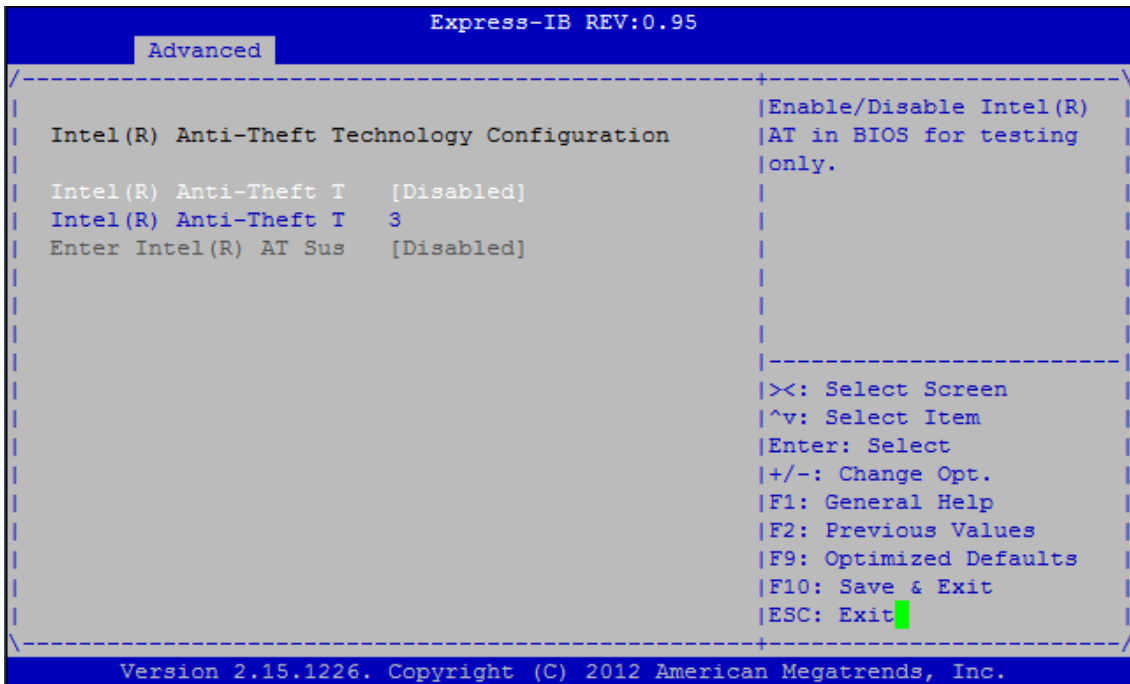 Express-IB REV:0.95
Advanced
Intel(R) Anti-Theft Technology Configuration
Intel(R) Anti-Theft T [Disabled]
Intel(R) Anti-Theft T 3
Enter Intel(R) AT Sus [Disabled]
Enable/Disable Intel(R)
AT in BIOS for testing
only.
><: Select Screen
^v: Select Item
Enter: Select
+/-: Change Opt.
F1: General Help
F2: Previous Values
F9: Optimized Defaults
F10: Save & Exit
ESC: Exit
Version 2.15.1226. Copyright (C) 2012 American Megatrends, Inc.